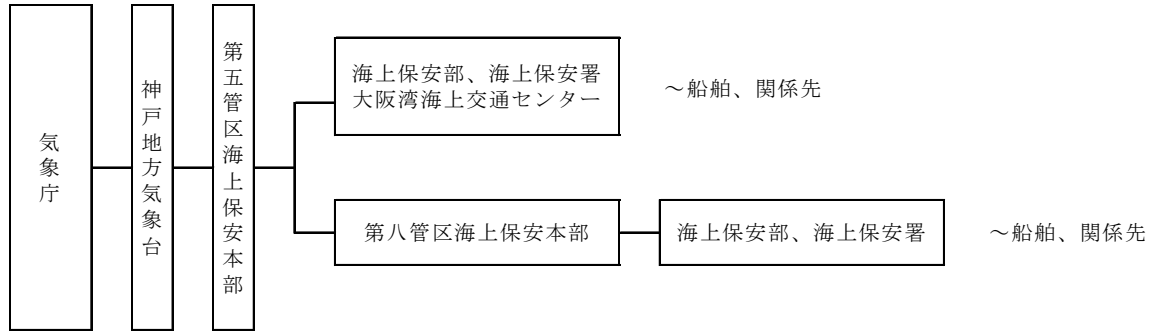 気象庁
神戸地方気象台
第五管区海上保安本部
海上保安部、海上保安署
大阪湾海上交通センター
～船舶、関係先
第八管区海上保安本部
海上保安部、海上保安署
～船舶、関係先